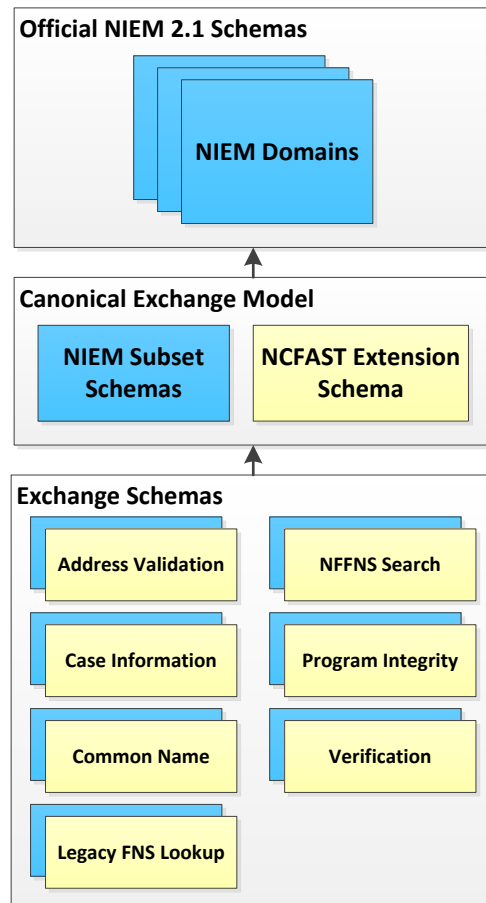 Official NIEM 2.1 Schemas
NIEM Domains
Canonical Exchange Model
NIEM Subset
Schemas
NCFAST Extension
Schema
Exchange Schemas
Address Validation
NFFNS Search
Case Information
Program Integrity
Common Name
Verification
Legacy FNS Lookup